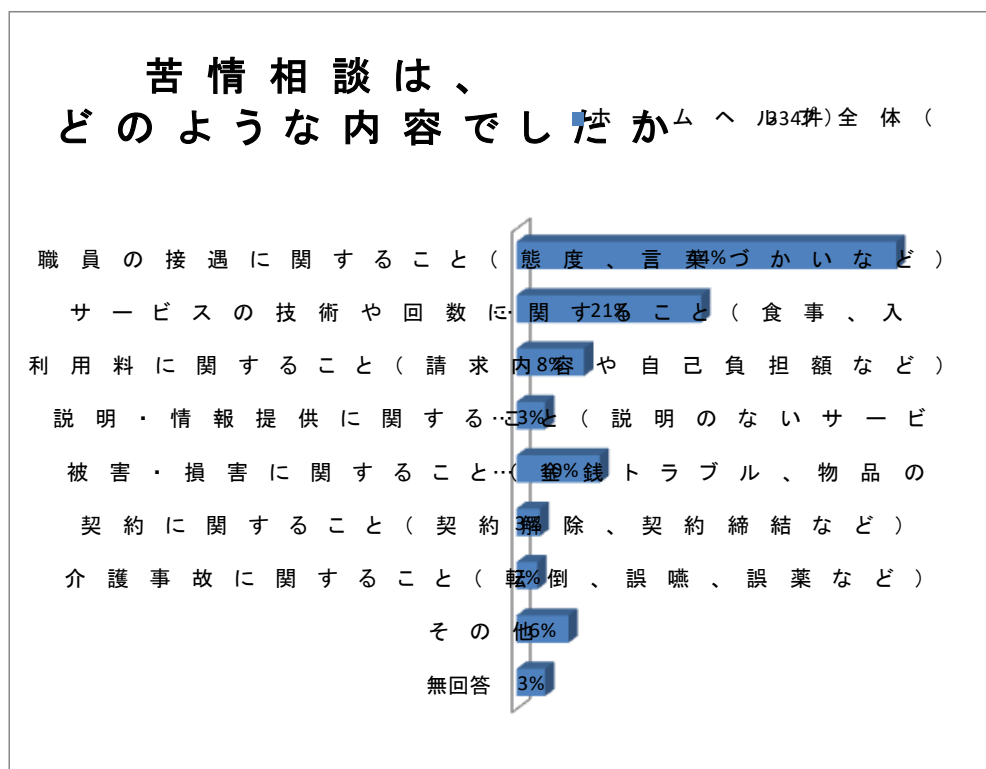 苦情相談は、
どのような内容でしたか
ホームヘルプ全体(334件)
職員の接遇に関すること(態度、言葉づかいなど) 44%
サービスの技術や回数に関すること(食事、入… 21%
利用料に関すること(請求内容や自己負担額など) 8%
説明・情報提供に関すること(説明のないサービ… 3%
被害・損害に関すること(金銭トラブル、物品の… 10%
契約に関すること(契約解除、契約締結など) 3%
介護事故に関すること(転倒、誤嚥、誤薬など) 2%
その他 6%
無回答 3%